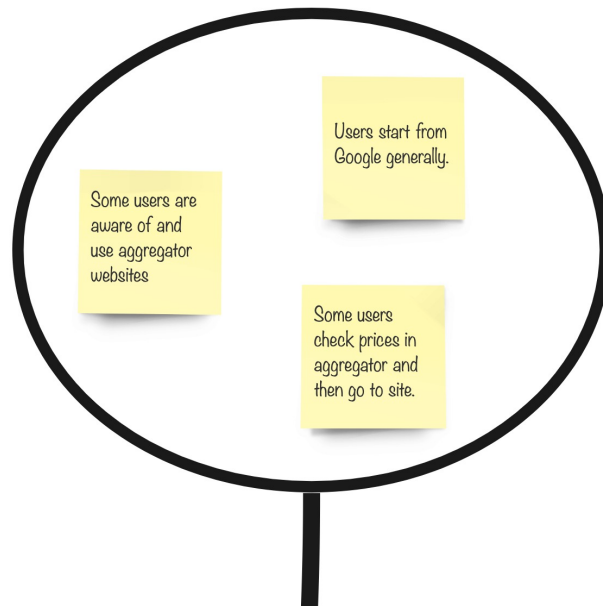 Users start from
Google generally.
Some users are
aware of and
use aggregator
websites
Some users
check prices in
aggregator and
then go to site.